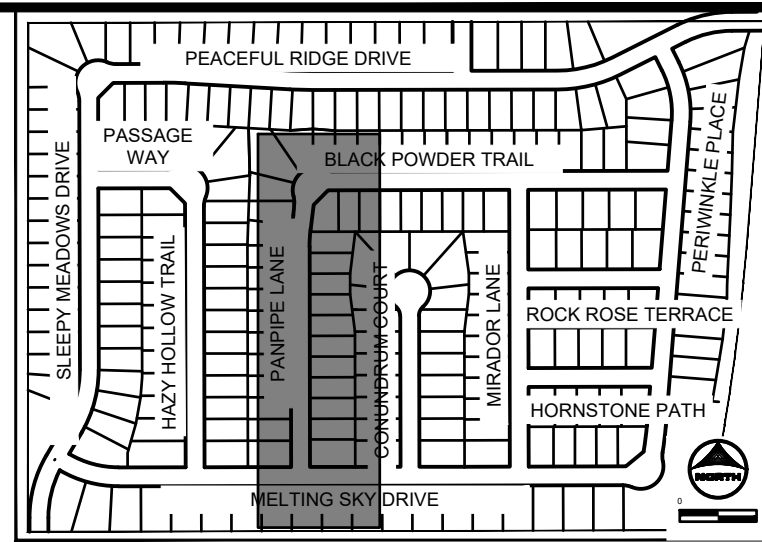 PEACEFUL RIDGE DRIVE
PASSAGE
WAY
BLACK POWDER TRAIL
SLEEPY MEADOWS DRIVE
HAZY HOLLOW TRAIL
PANPIPE LANE
CONUNDRUM COURT
MIRADOR LANE
PERIWINKLE PLACE
ROCK ROSE TERRACE
HORNSTONE PATH
MELTING SKY DRIVE
NORTH
0